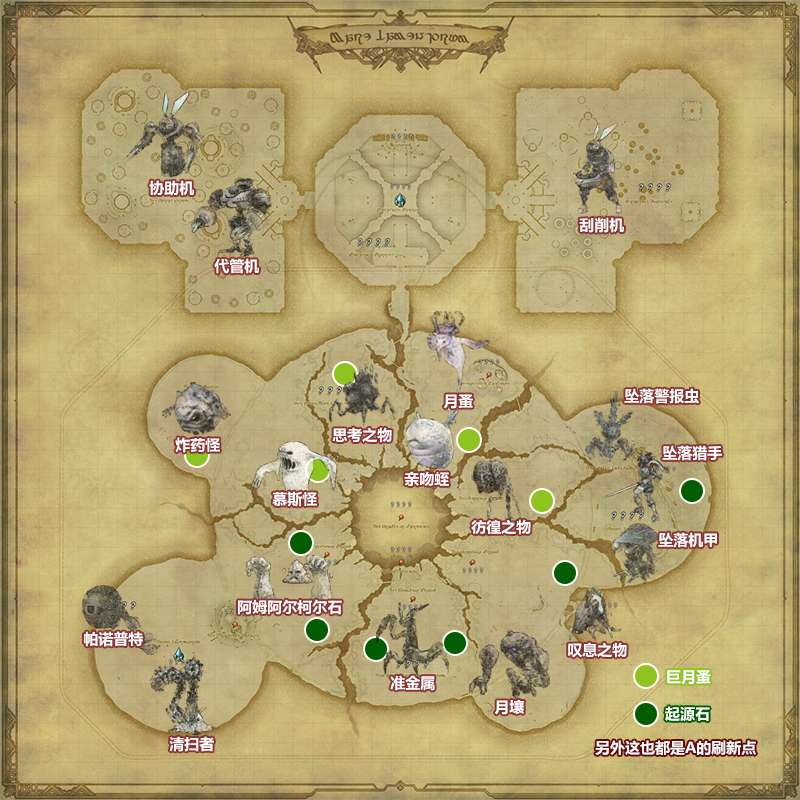 协助机
刮削机
代管机
月蚤
坠落警报虫
思考之物
炸药怪
坠落猎手
亲吻蛭
慕斯怪
彷徨之物
坠落机甲
阿姆阿尔柯尔石
帕诺普特
叹息之物
巨月蚤
准金属
月壤
起源石
清扫者
另外这也都是A的刷新点